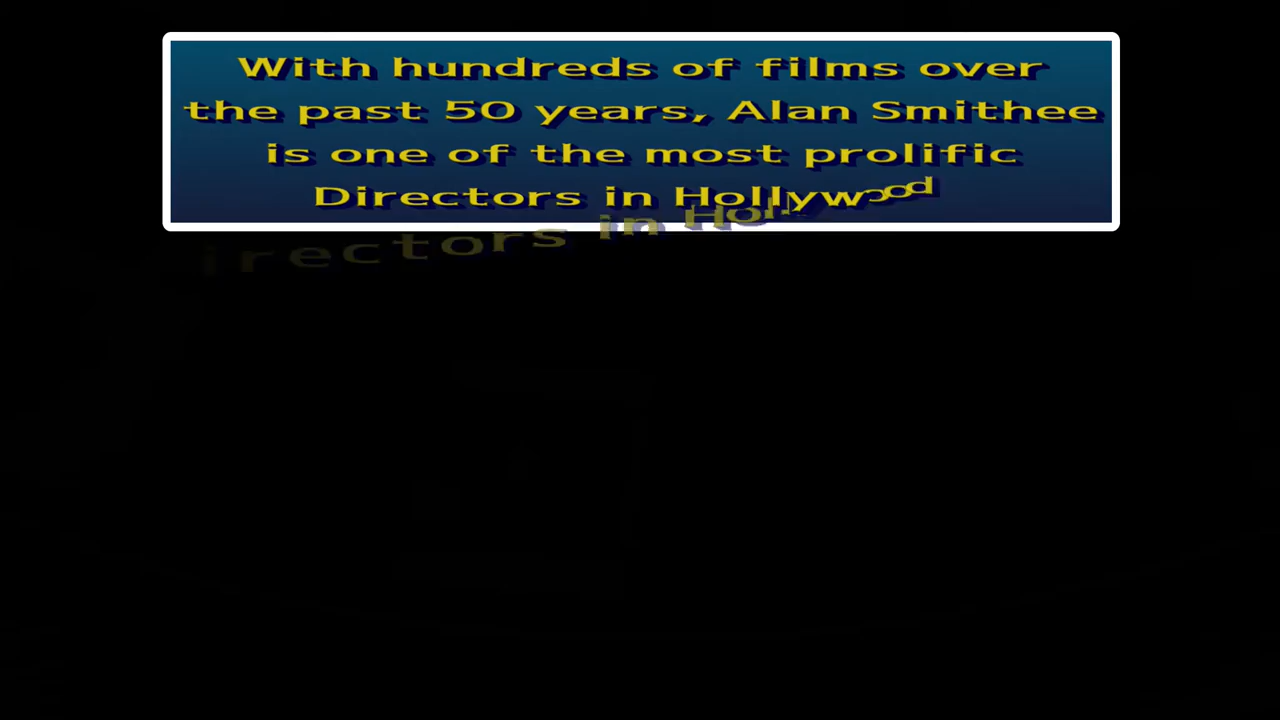 With hundreds of films over
the past 50 years, Alan Smithee
is one of the most prolific
Directors in Hollywood